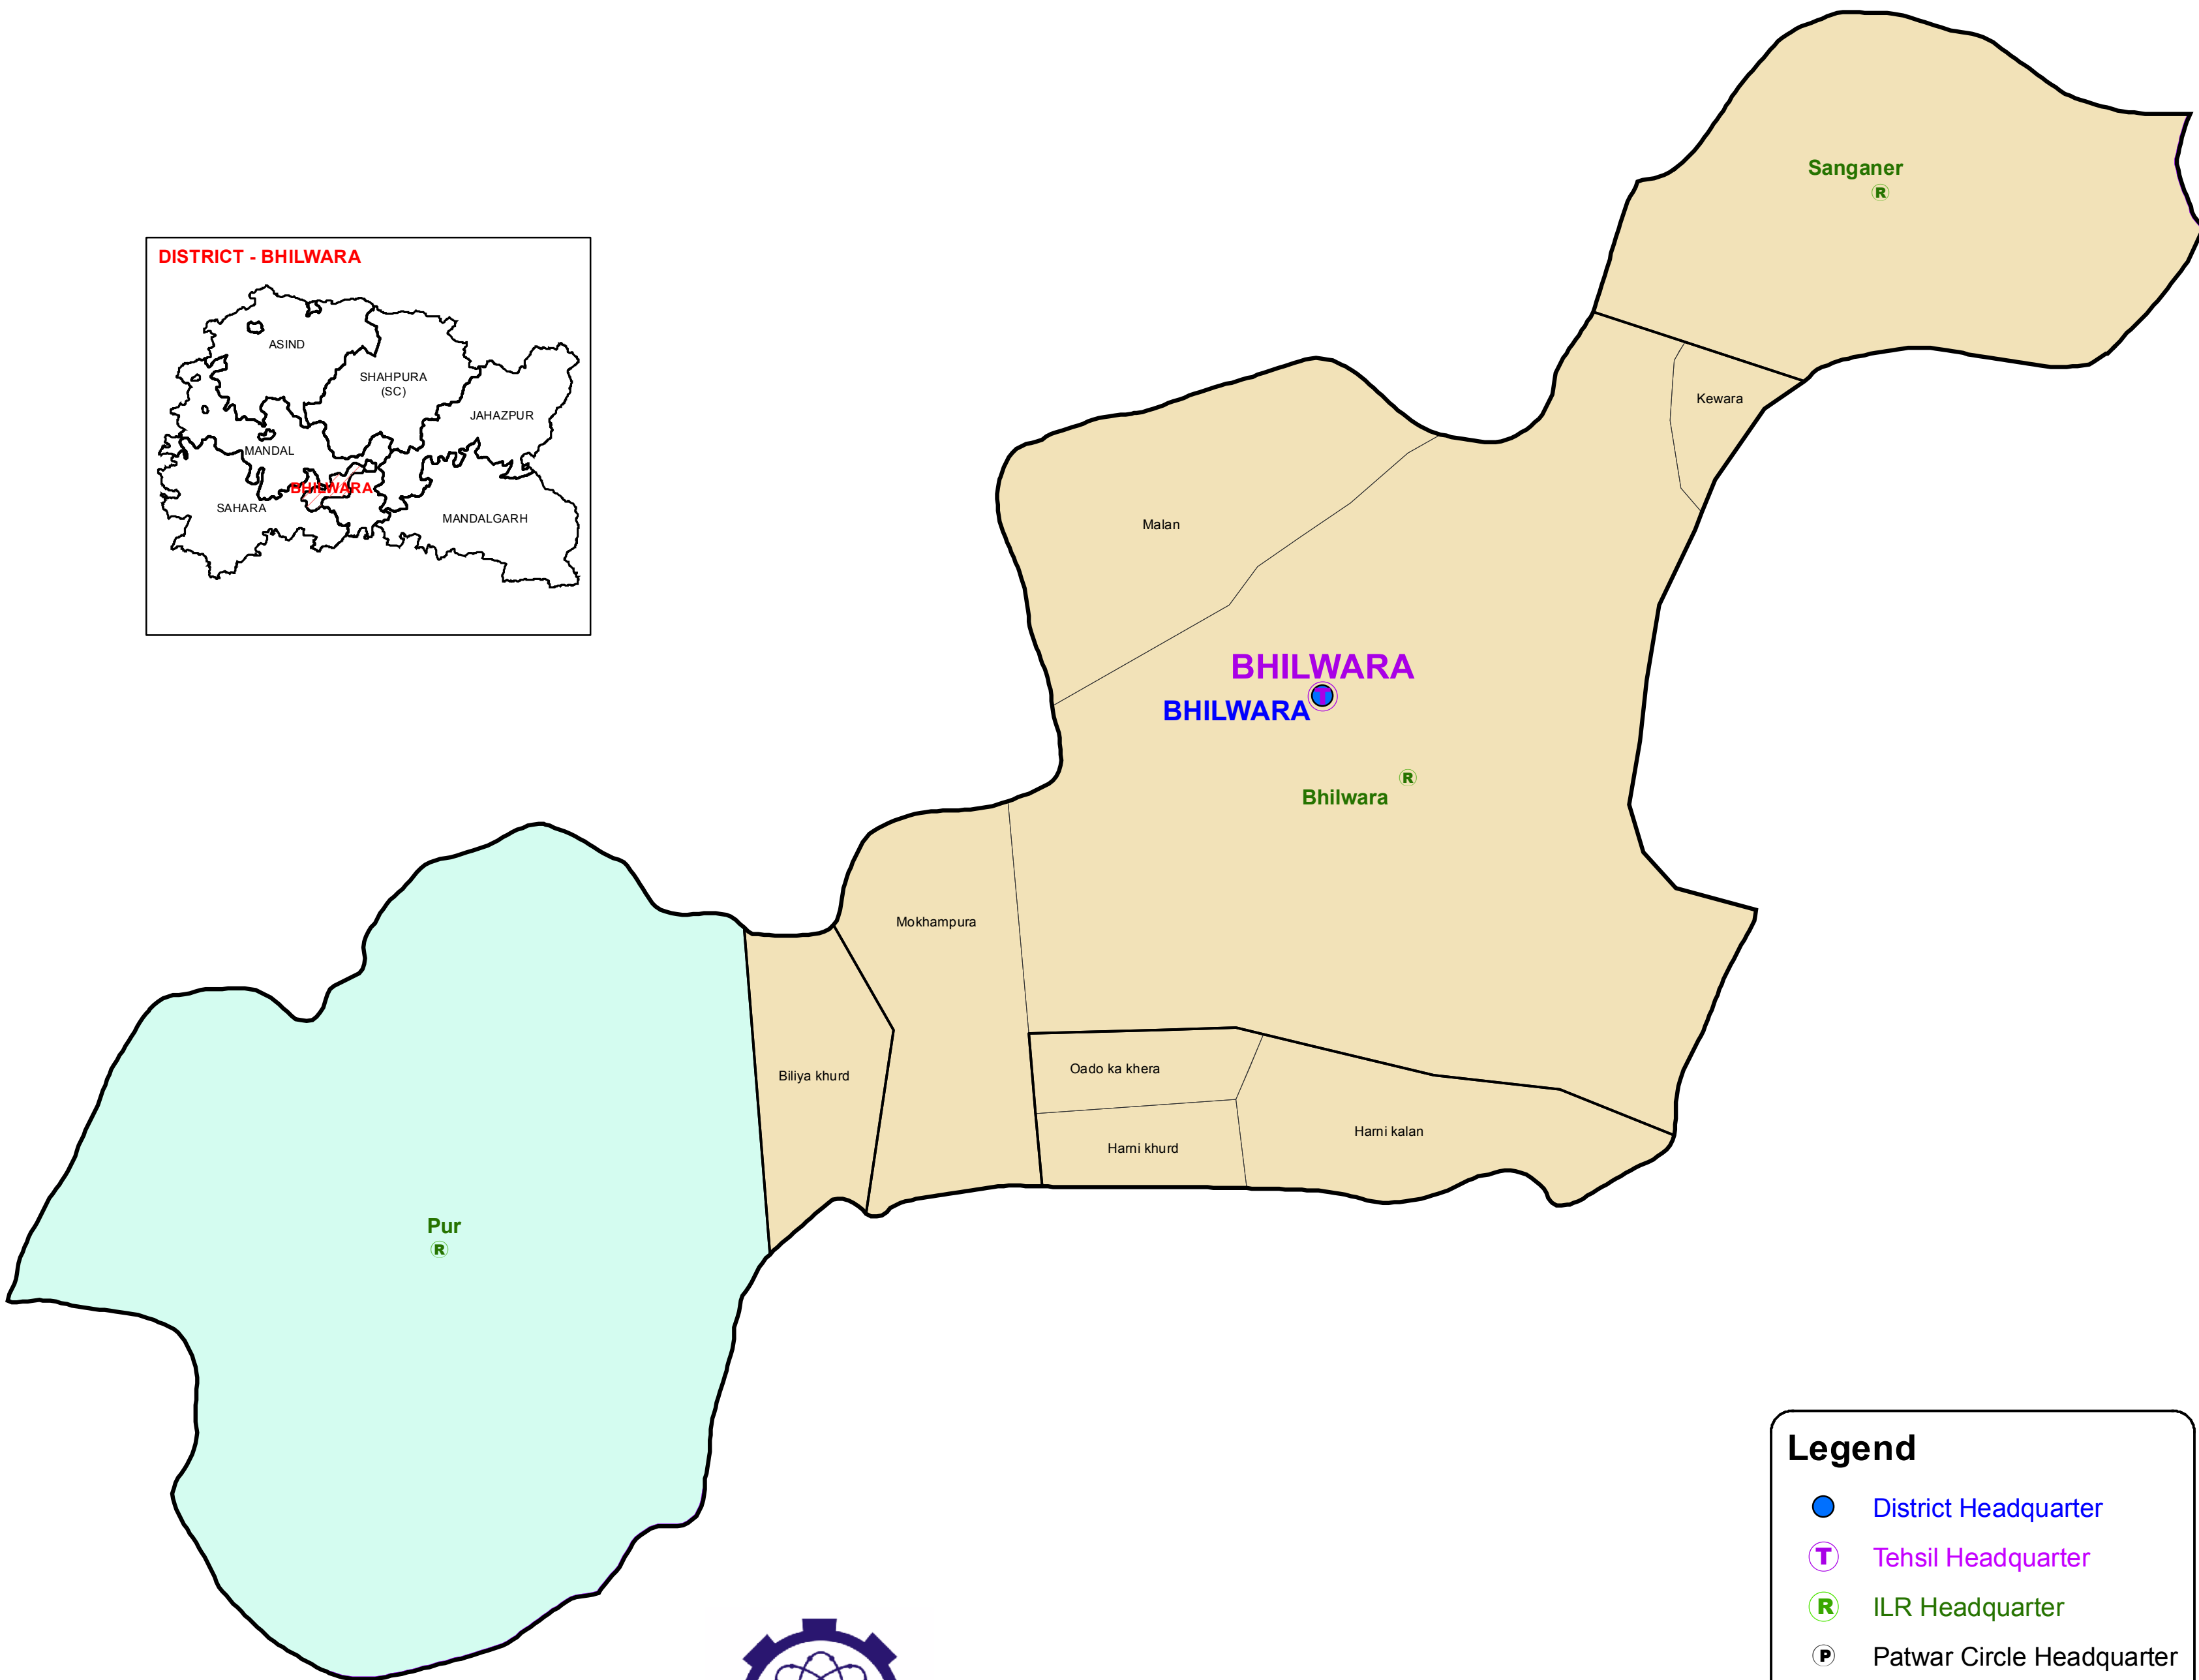 Sanganer
R
DISTRICT - BHILWARA
ASIND
SHAHPURA
(SC)
JAHAZPUR
MANDAL
BHILWARA
SAHARA
MANDALGARH
Kewara
Malan
BHILWARA
T
BHILWARA
R
Bhilwara
Mokhampura
Biliya khurd
Oado ka khera
Harni khurd
Harni kalan
Pur
R
Legend
District Headquarter
T Tehsil Headquarter
R ILR Headquarter
P Patwar Circle Headquarter